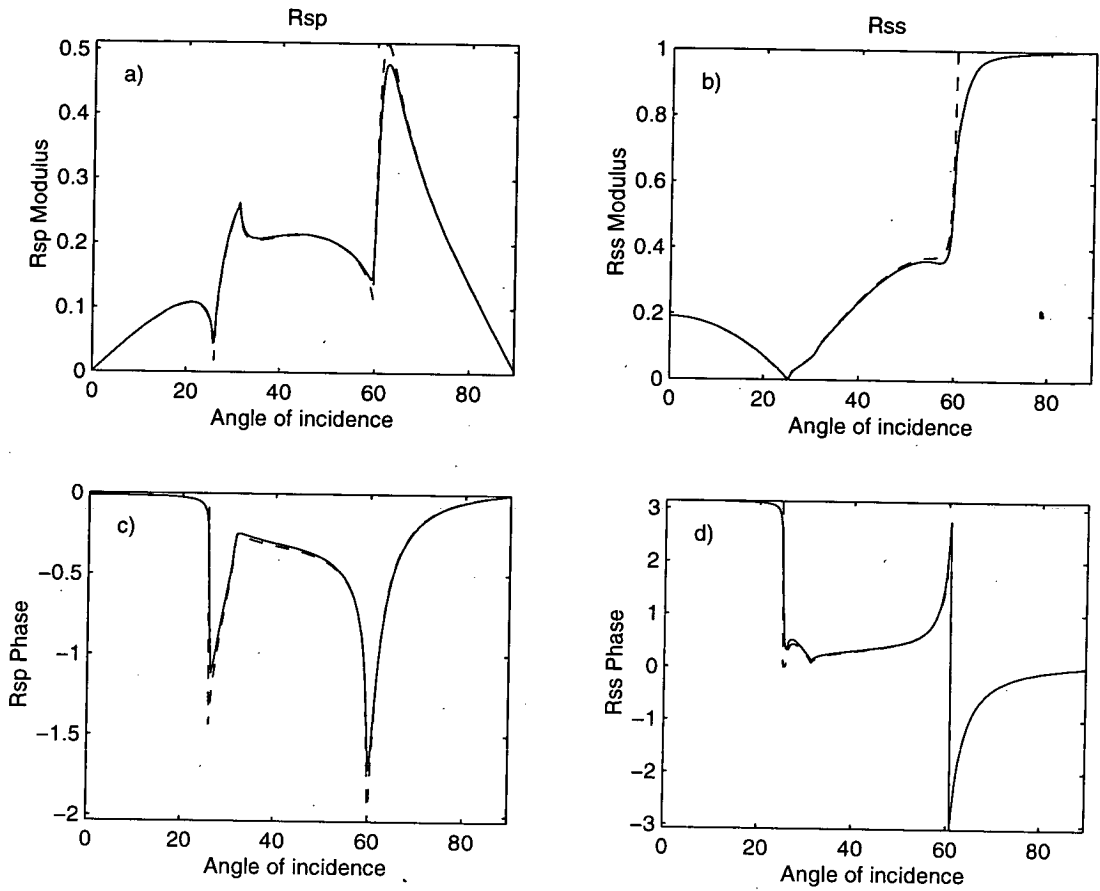 Rsp
a)
Rsp Modulus
0.5
0.4
0.3
0.2
0.1
0
0 20 40 60 80
Angle of incidence
Rss
b)
Rss Modulus
1
0.8
0.6
0.4
0.2
0
0 20 40 60 80
Angle of incidence
c)
Rsp Phase
0
−0.5
−1
−1.5
−2
0 20 40 60 80
Angle of incidence
d)
Rss Phase
3
2
1
0
−1
−2
−3
0 20 40 60 80
Angle of incidence